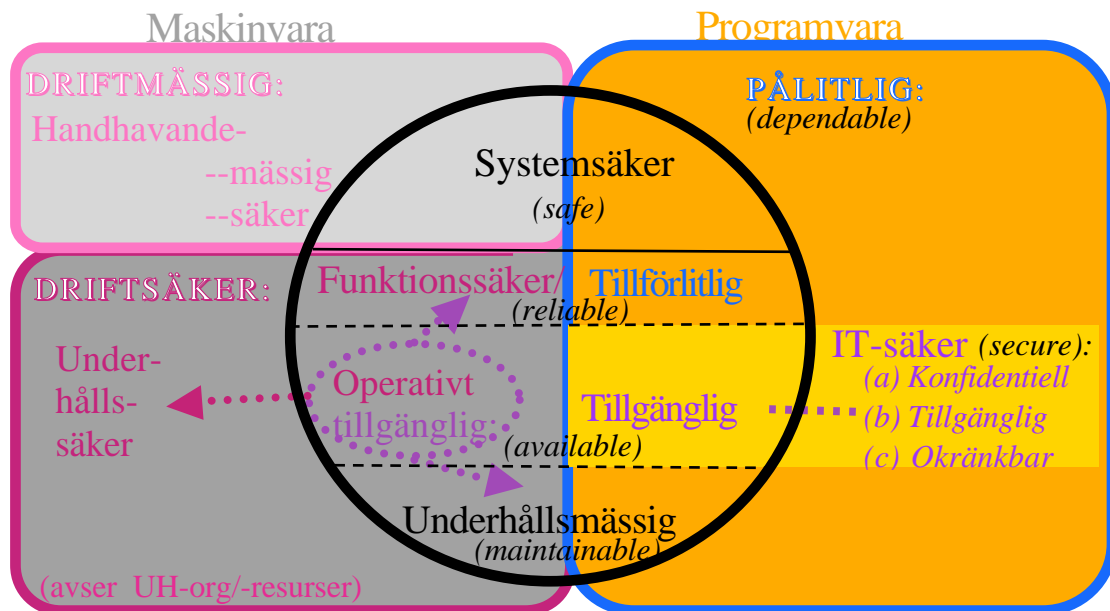 Maskinvara
Programvara
DRIFTMÄSSIG:
Handhavande-
--mässig
--säker
PÅLITLIG:
(dependable)
Systemsäker
(safe)
DRIFTSÄKER:
Funktionssäker/
Tillförlitlig
(reliable)
Under-
hålls-
säker
Operativt
tillgänglig:
(available)
Tillgänglig
IT-säker (secure):
(a) Konfidentiell
(b) Tillgänglig
(c) Okränkbar
Underhållsmässig
(maintainable)
(avser UH-org/-resurser)